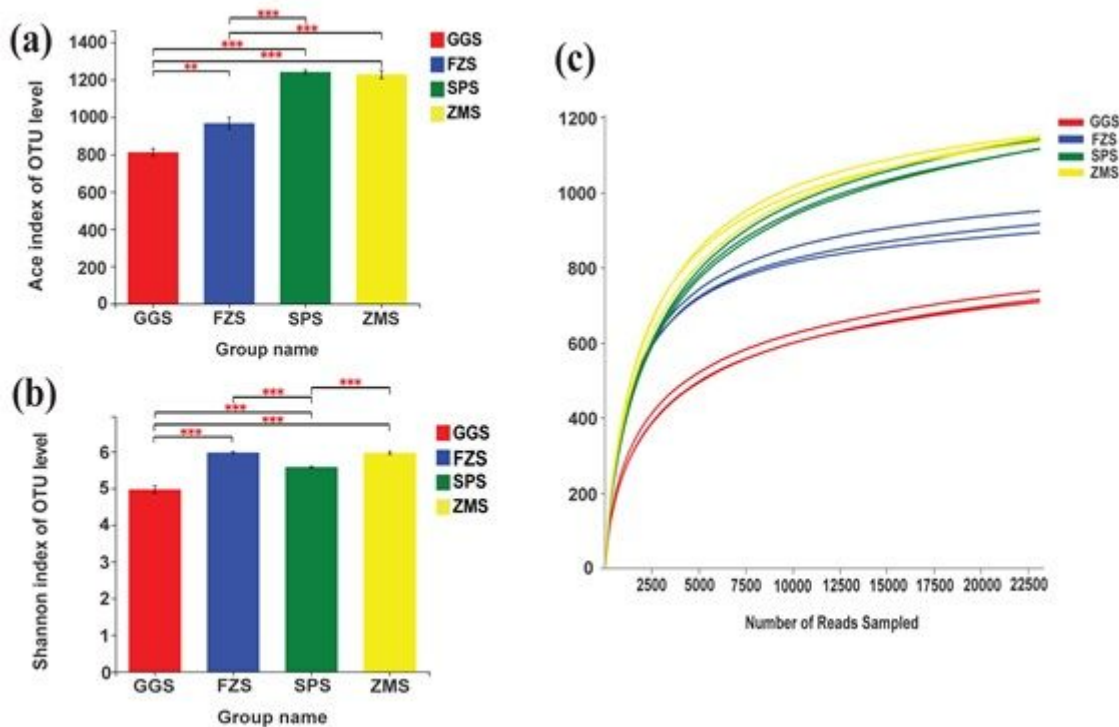 (a)
Ace index of OTU level
1400
1200
1000
800
600
400
200
0
***
***
***
***
**
GGS
FZS
SPS
ZMS
GGS FZS SPS ZMS
Group name
(b)
Shannon index of OTU level
6
5
4
3
2
1
0
***
***
***
***
***
GGS
FZS
SPS
ZMS
GGS FZS SPS ZMS
Group name
(c)
1200
1000
800
600
400
200
0
GGS
FZS
SPS
ZMS
2500 5000 7500 10000 12500 15000 17500 20000 22500
Number of Reads Sampled